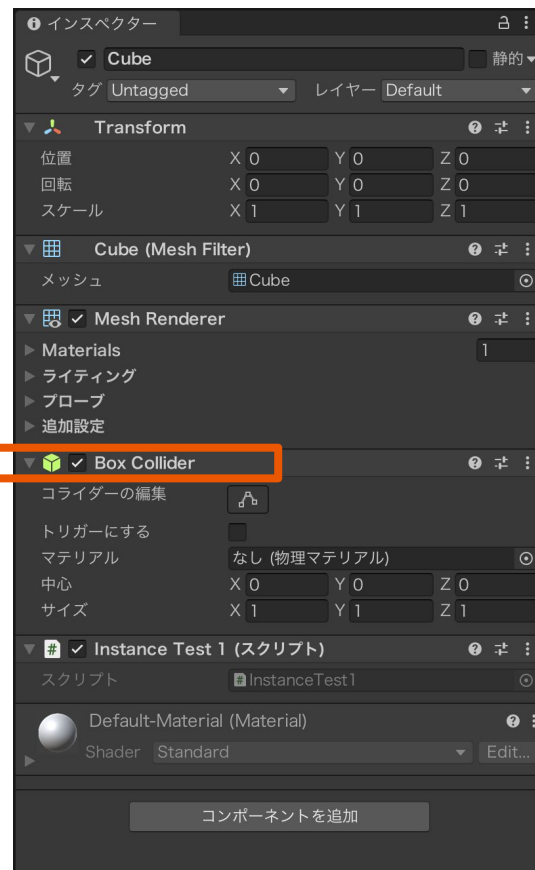 インスペクター
Cube 静的
タグ Untagged レイヤー Default
Transform
位置 X 0 Y 0 Z 0
回転 X 0 Y 0 Z 0
スケール X 1 Y 1 Z 1
Cube (Mesh Filter)
メッシュ Cube
Mesh Renderer
Materials 1
ライティング
プローブ
追加設定
Box Collider
コライダーの編集
トリガーにする
マテリアル なし (物理マテリアル)
中心 X 0 Y 0 Z 0
サイズ X 1 Y 1 Z 1
# Instance Test 1 (スクリプト)
スクリプト # InstanceTest1
Default-Material (Material)
Shader Standard Edit...
コンポーネントを追加